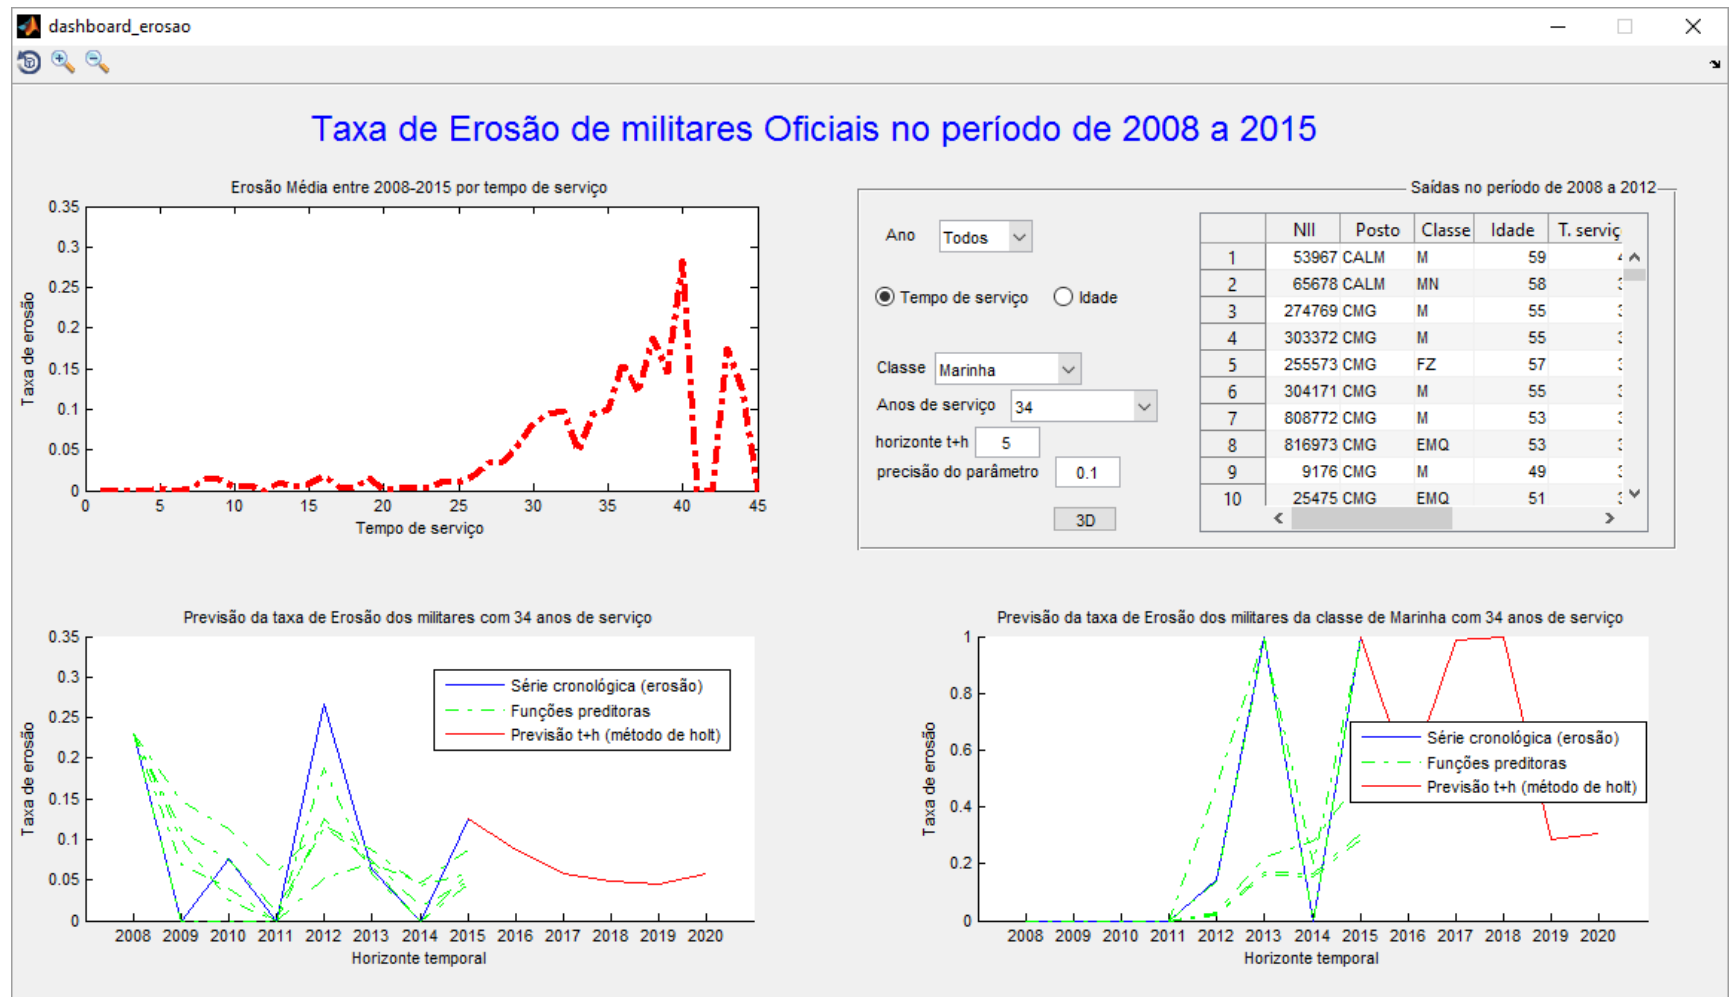 dashboard_erosao
Taxa de Erosão de militares Oficiais no período de 2008 a 2015
Erosão Média entre 2008-2015 por tempo de serviço
0.35
0.3
0.25
0.2
0.15
0.1
0.05
0
0 5 10 15 20 25 30 35 40 45
Taxa de erosão
Tempo de serviço
Saídas no período de 2008 a 2012
Ano Todos
Tempo de serviço Idade
Classe Marinha
Anos de serviço 34
horizonte t+h 5
precisão do parâmetro 0.1
3D
NII Posto Classe Idade T. serviç
1 53967 CALM M 59
2 65678 CALM MN 58
3 274769 CMG M 55
4 303372 CMG M 55
5 255573 CMG FZ 57
6 304171 CMG M 55
7 808772 CMG M 53
8 816973 CMG EMQ 53
9 9176 CMG M 49
10 25475 CMG EMQ 51
Previsão da taxa de Erosão dos militares com 34 anos de serviço
0.35
0.3
0.25
0.2
0.15
0.1
0.05
0
Taxa de erosão
Série cronológica (erosão)
Funções preditoras
Previsão t+h (método de holt)
2008 2009 2010 2011 2012 2013 2014 2015 2016 2017 2018 2019 2020
Horizonte temporal
Previsão da taxa de Erosão dos militares da classe de Marinha com 34 anos de serviço
1
0.8
0.6
0.4
0.2
0
Taxa de erosão
Série cronológica (erosão)
Funções preditoras
Previsão t+h (método de holt)
2008 2009 2010 2011 2012 2013 2014 2015 2016 2017 2018 2019 2020
Horizonte temporal